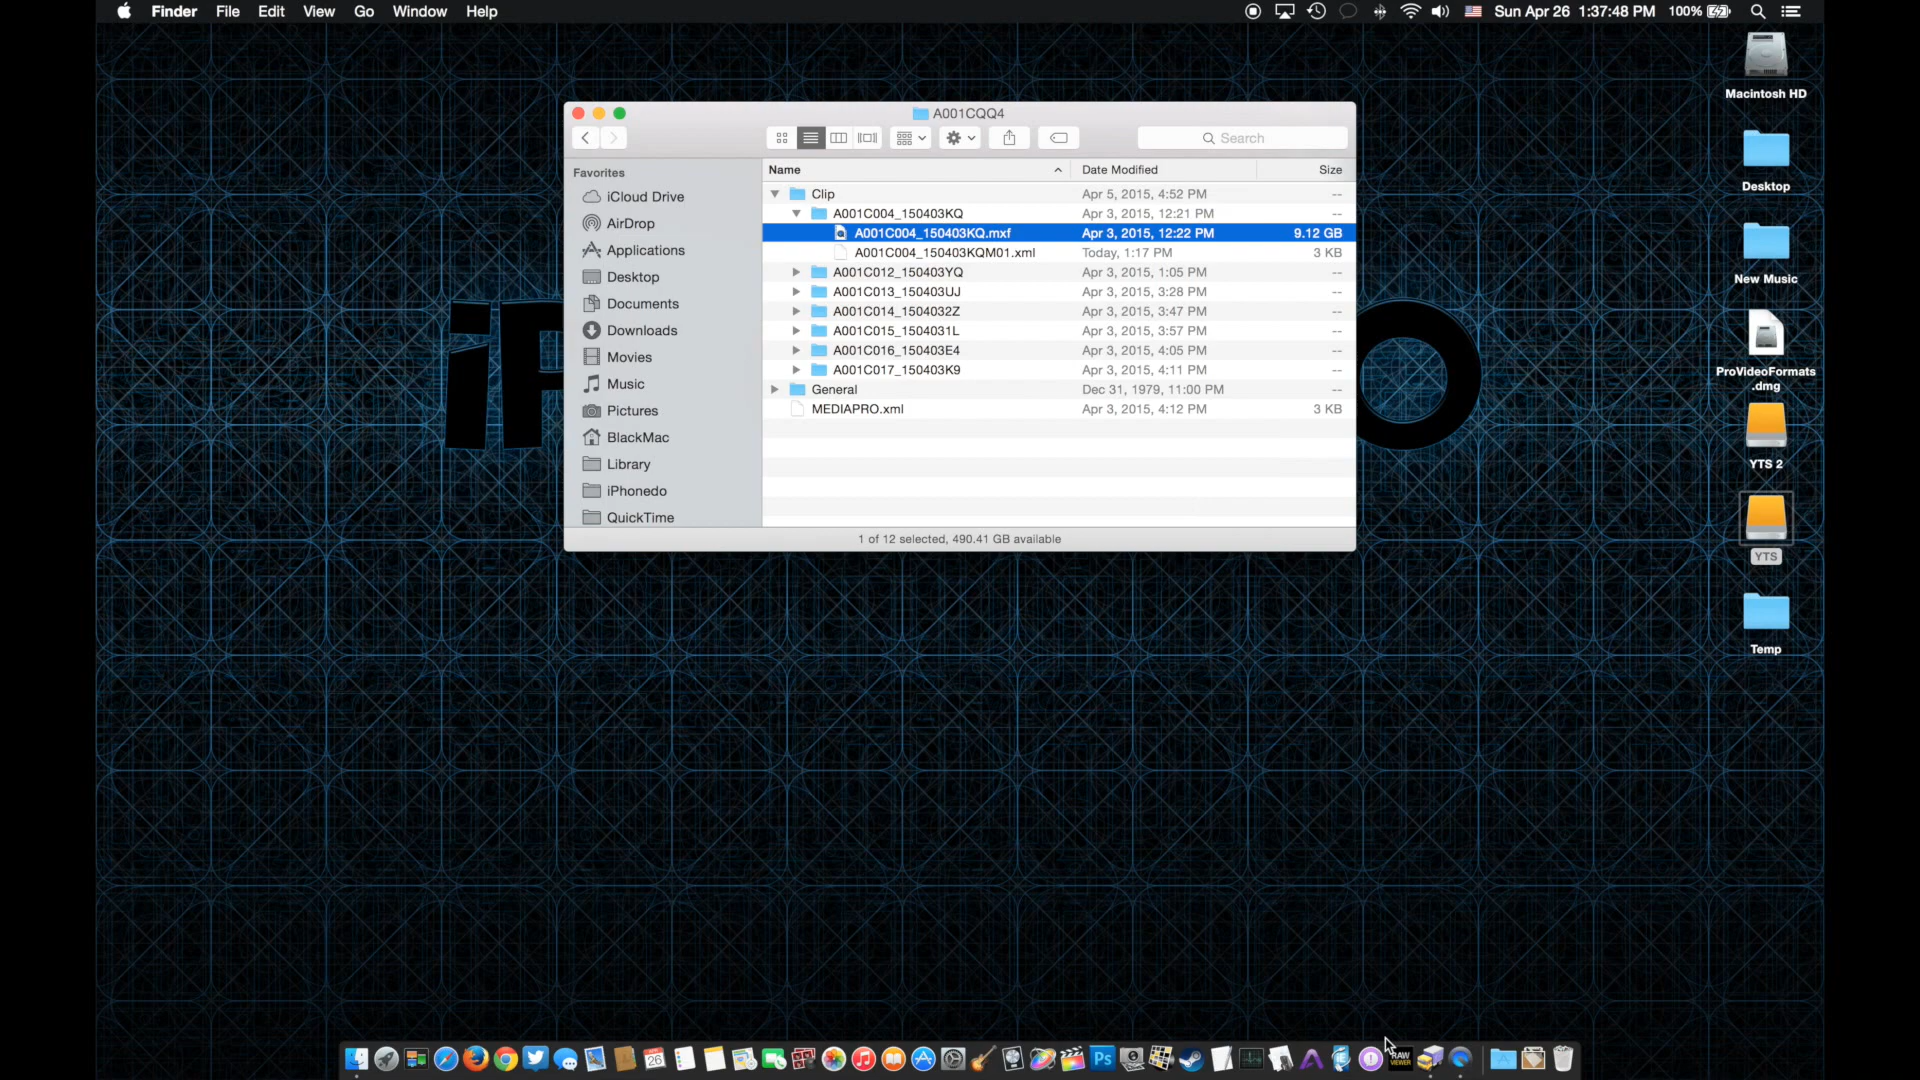 Finder File Edit View Go Window Help
Sun Apr 26 1:37:48 PM 100%
A001CQQ4
Search
Favorites
iCloud Drive
AirDrop
Applications
Desktop
Documents
Downloads
Movies
Music
Pictures
BlackMac
Library
iPhonedo
QuickTime
Name Date Modified Size
Clip Apr 5, 2015, 4:52 PM --
A001C004_150403KQ Apr 3, 2015, 12:21 PM --
A001C004_150403KQ.mxf Apr 3, 2015, 12:22 PM 9.12 GB
A001C004_150403KQM01.xml Today, 1:17 PM 3 KB
A001C012_150403YQ Apr 3, 2015, 1:05 PM --
A001C013_150403UJ Apr 3, 2015, 3:28 PM --
A001C014_1504032Z Apr 3, 2015, 3:47 PM --
A001C015_1504031L Apr 3, 2015, 3:57 PM --
A001C016_150403E4 Apr 3, 2015, 4:05 PM --
A001C017_150403K9 Apr 3, 2015, 4:11 PM --
General Dec 31, 1979, 11:00 PM --
MEDIAPRO.xml Apr 3, 2015, 4:12 PM 3 KB
1 of 12 selected, 490.41 GB available
Macintosh HD
Desktop
New Music
ProVideoFormats
.dmg
YTS 2
YTS
Temp
26
Ps
RAW
VIEWER